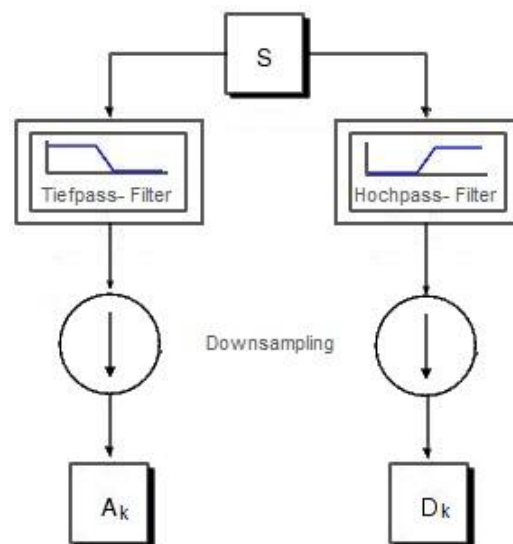 S
Tiefpass- Filter
Hochpass- Filter
Downsampling
Ak
Dk